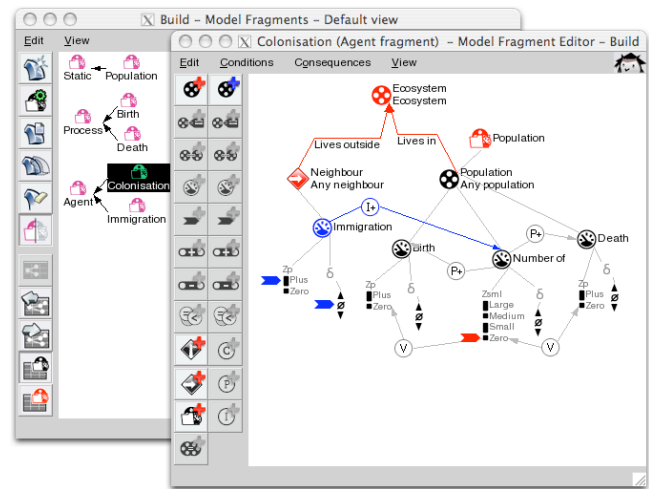 Build – Model Fragments – Default view
Edit View
Static Population
Birth
Process
Death
Colonisation
Agent
Immigration
Colonisation (Agent fragment) – Model Fragment Editor – Build
Edit Conditions Consequences View
Ecosystem
Ecosystem
Lives outside Lives in
Population
Neighbour
Any neighbour
Population
Any population
I+
Immigration
Birth
P+
Death
Number of
P+
Zp
Plus
Zero
δ
ø
Zp
Plus
Zero
δ
ø
Zsml
Large
Medium
Small
Zero
δ
ø
Zp
Plus
Zero
δ
ø
V
V
C
P
I